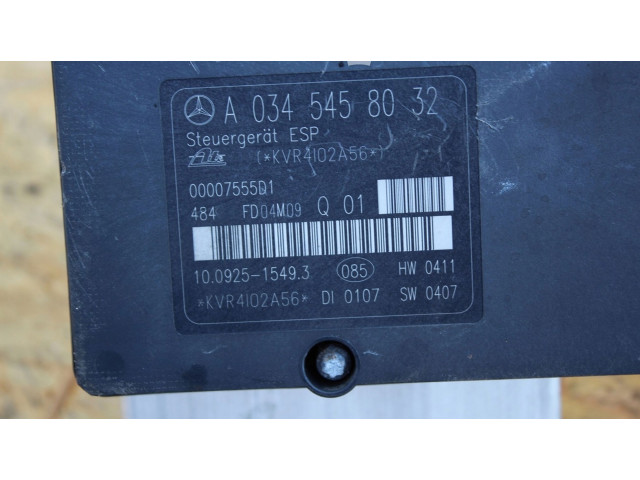 A 034 545 80 32
Steuergerät ESP
Ate (*KVR4I02A56*)
00007555D1
484 FD04M09 Q 01
10.0925-1549.3 085 HW 0411
*KVR4I02A56* DI 0107 SW 0407